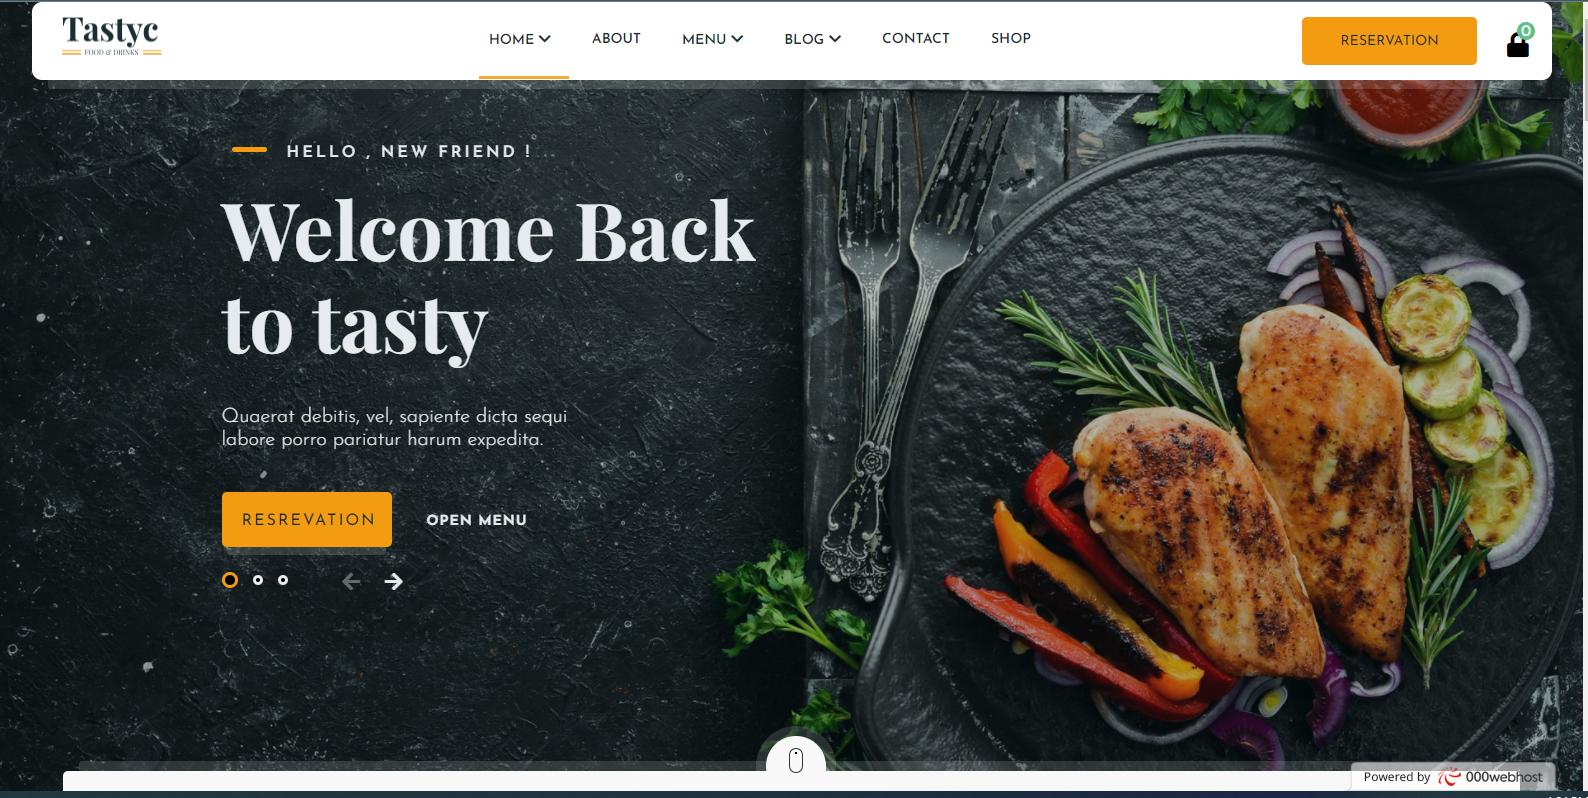 Tastyc
FOOD & DRINKS
HOME
ABOUT
MENU
BLOG
CONTACT
SHOP
RESERVATION
0
HELLO , NEW FRIEND !
Welcome Back
to tasty
Quaerat debitis, vel, sapiente dicta sequi
labore porro pariatur harum expedita.
RESREVATION
OPEN MENU
Powered by 000webhost